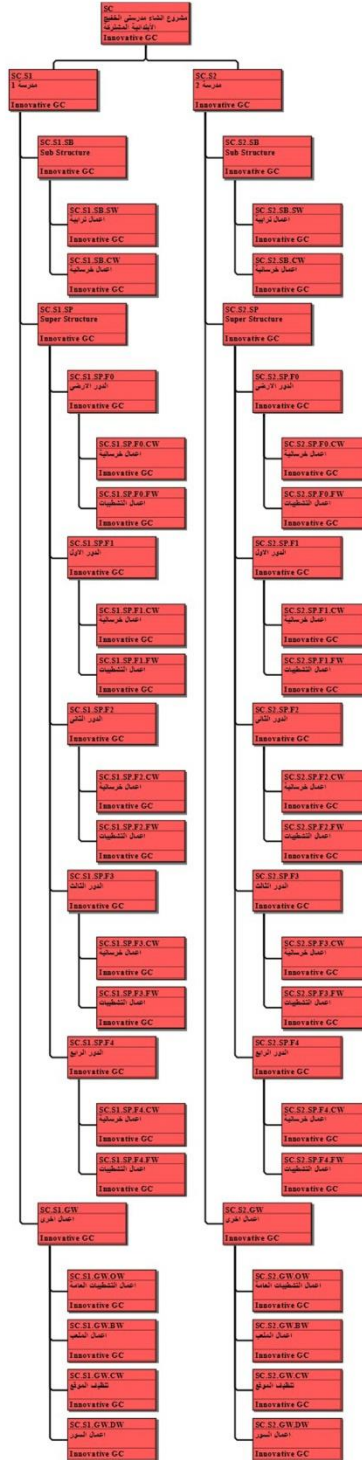 SC
مشروع انشاء مدرستى الخليج
الأبتدائية المشتركة
Innovative GC
SC.S1
مدرسة 1
Innovative GC
SC.S1.SB
Sub Structure
Innovative GC
SC.S1.SB.SW
اعمال ترابية
Innovative GC
SC.S1.SB.CW
اعمال خرسانية
Innovative GC
SC.S1.SP
Super Structure
Innovative GC
SC.S1.SP.F0
الدور الارضى
Innovative GC
SC.S1.SP.F0.CW
اعمال خرسانية
Innovative GC
SC.S1.SP.F0.FW
اعمال التشطيبات
Innovative GC
SC.S1.SP.F1
الدور الاول
Innovative GC
SC.S1.SP.F1.CW
اعمال خرسانية
Innovative GC
SC.S1.SP.F1.FW
اعمال التشطيبات
Innovative GC
SC.S1.SP.F2
الدور الثانى
Innovative GC
SC.S1.SP.F2.CW
اعمال خرسانية
Innovative GC
SC.S1.SP.F2.FW
اعمال التشطيبات
Innovative GC
SC.S1.SP.F3
الدور الثالث
Innovative GC
SC.S1.SP.F3.CW
اعمال خرسانية
Innovative GC
SC.S1.SP.F3.FW
اعمال التشطيبات
Innovative GC
SC.S1.SP.F4
الدور الرابع
Innovative GC
SC.S1.SP.F4.CW
اعمال خرسانية
Innovative GC
SC.S1.SP.F4.FW
اعمال التشطيبات
Innovative GC
SC.S1.GW
اعمال اخرى
Innovative GC
SC.S1.GW.OW
اعمال التشطيبات العامة
Innovative GC
SC.S1.GW.BW
اعمال الملعب
Innovative GC
SC.S1.GW.CW
تنظيف الموقع
Innovative GC
SC.S1.GW.DW
اعمال السور
Innovative GC
SC.S2
مدرسة 2
Innovative GC
SC.S2.SB
Sub Structure
Innovative GC
SC.S2.SB.SW
اعمال ترابية
Innovative GC
SC.S2.SB.CW
اعمال خرسانية
Innovative GC
SC.S2.SP
Super Structure
Innovative GC
SC.S2.SP.F0
الدور الارضى
Innovative GC
SC.S2.SP.F0.CW
اعمال خرسانية
Innovative GC
SC.S2.SP.F0.FW
اعمال التشطيبات
Innovative GC
SC.S2.SP.F1
الدور الاول
Innovative GC
SC.S2.SP.F1.CW
اعمال خرسانية
Innovative GC
SC.S2.SP.F1.FW
اعمال التشطيبات
Innovative GC
SC.S2.SP.F2
الدور الثانى
Innovative GC
SC.S2.SP.F2.CW
اعمال خرسانية
Innovative GC
SC.S2.SP.F2.FW
اعمال التشطيبات
Innovative GC
SC.S2.SP.F3
الدور الثالث
Innovative GC
SC.S2.SP.F3.CW
اعمال خرسانية
Innovative GC
SC.S2.SP.F3.FW
اعمال التشطيبات
Innovative GC
SC.S2.SP.F4
الدور الرابع
Innovative GC
SC.S2.SP.F4.CW
اعمال خرسانية
Innovative GC
SC.S2.SP.F4.FW
اعمال التشطيبات
Innovative GC
SC.S2.GW
اعمال اخرى
Innovative GC
SC.S2.GW.OW
اعمال التشطيبات العامة
Innovative GC
SC.S2.GW.BW
اعمال الملعب
Innovative GC
SC.S2.GW.CW
تنظيف الموقع
Innovative GC
SC.S2.GW.DW
اعمال السور
Innovative GC